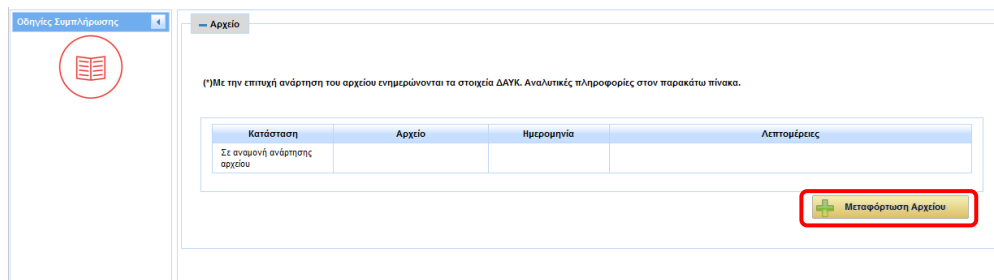 Οδηγίες Συμπλήρωσης
Αρχείο
(*)Με την επιτυχή ανάρτηση του αρχείου ενημερώνονται τα στοιχεία ΔΑΥΚ. Αναλυτικές πληροφορίες στον παρακάτω πίνακα.
Κατάσταση Αρχείο Ημερομηνία Λεπτομέρειες
Σε αναμονή ανάρτησης
αρχείου
Μεταφόρτωση Αρχείου